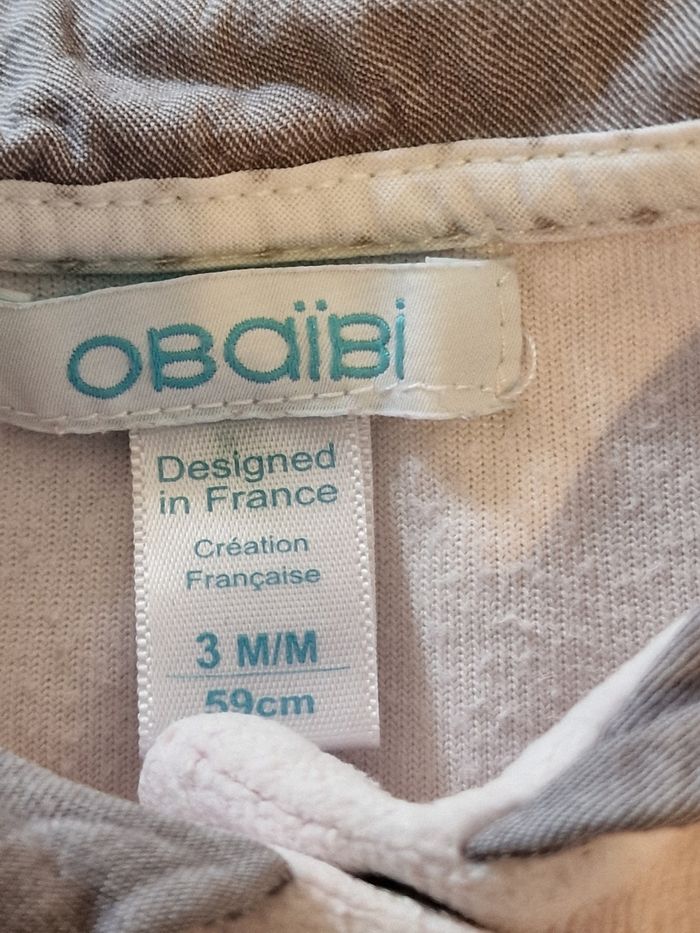 OBaïBi
Designed
in France
Création
Française
3 M/M
59cm